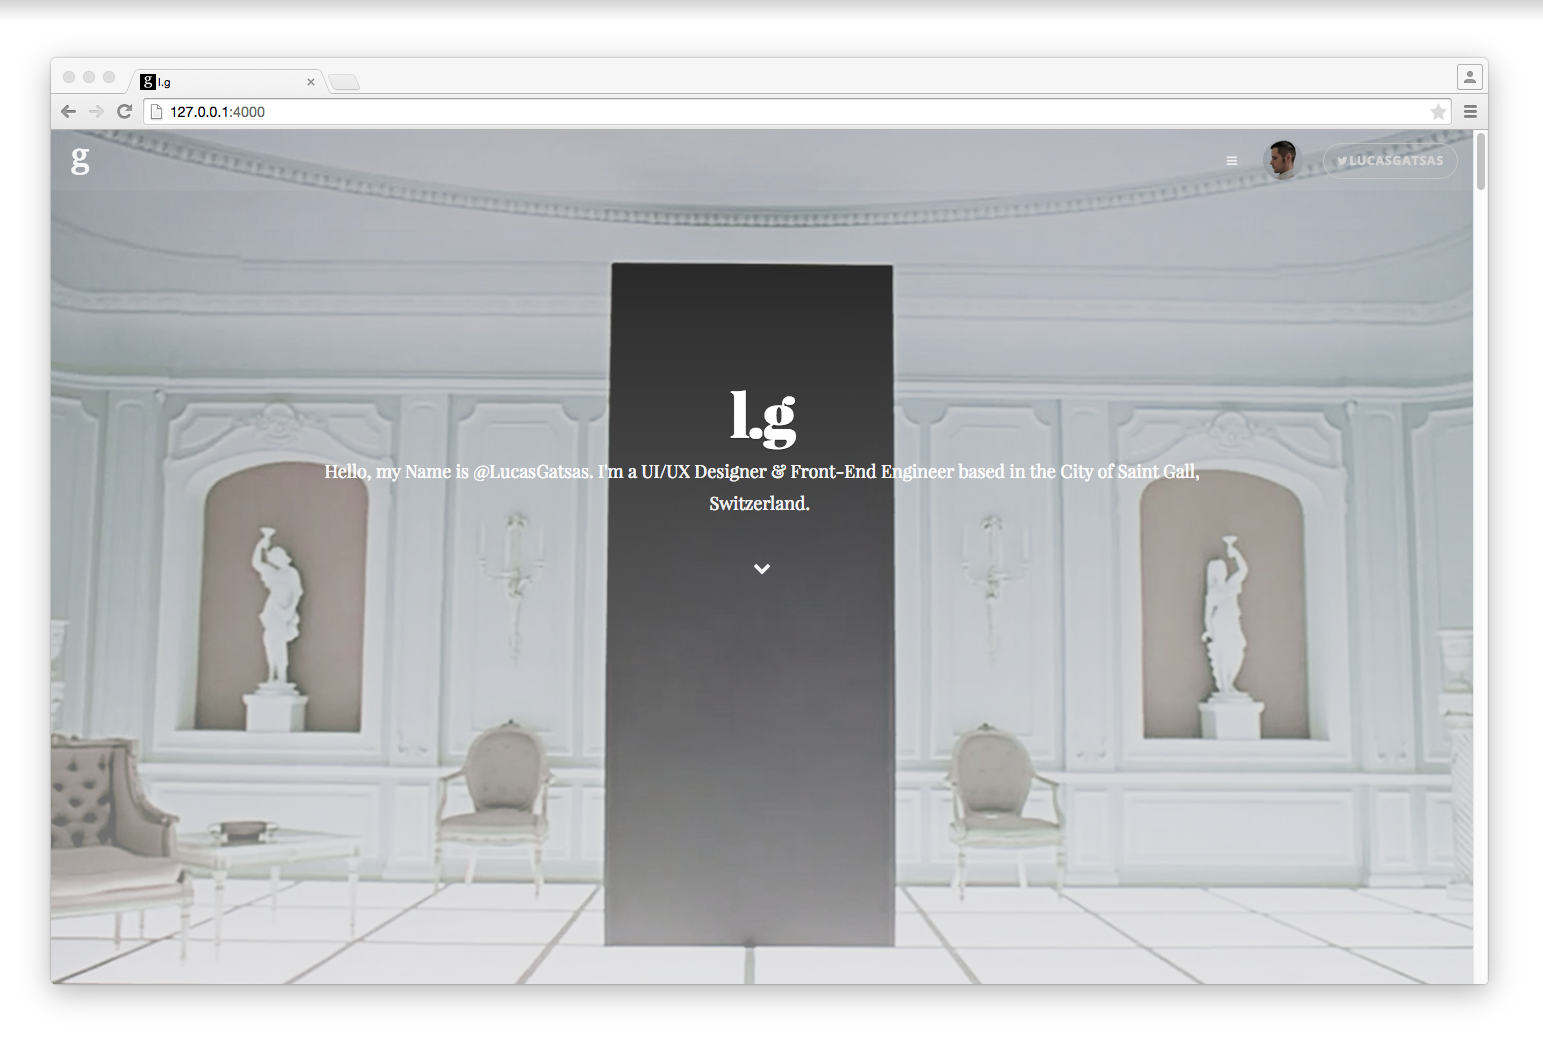 g l.g
127.0.0.1:4000
g
LUCASGATSAS
l.g
Hello, my Name is @LucasGatsas. I'm a UI/UX Designer & Front-End Engineer based in the City of Saint Gall,
Switzerland.